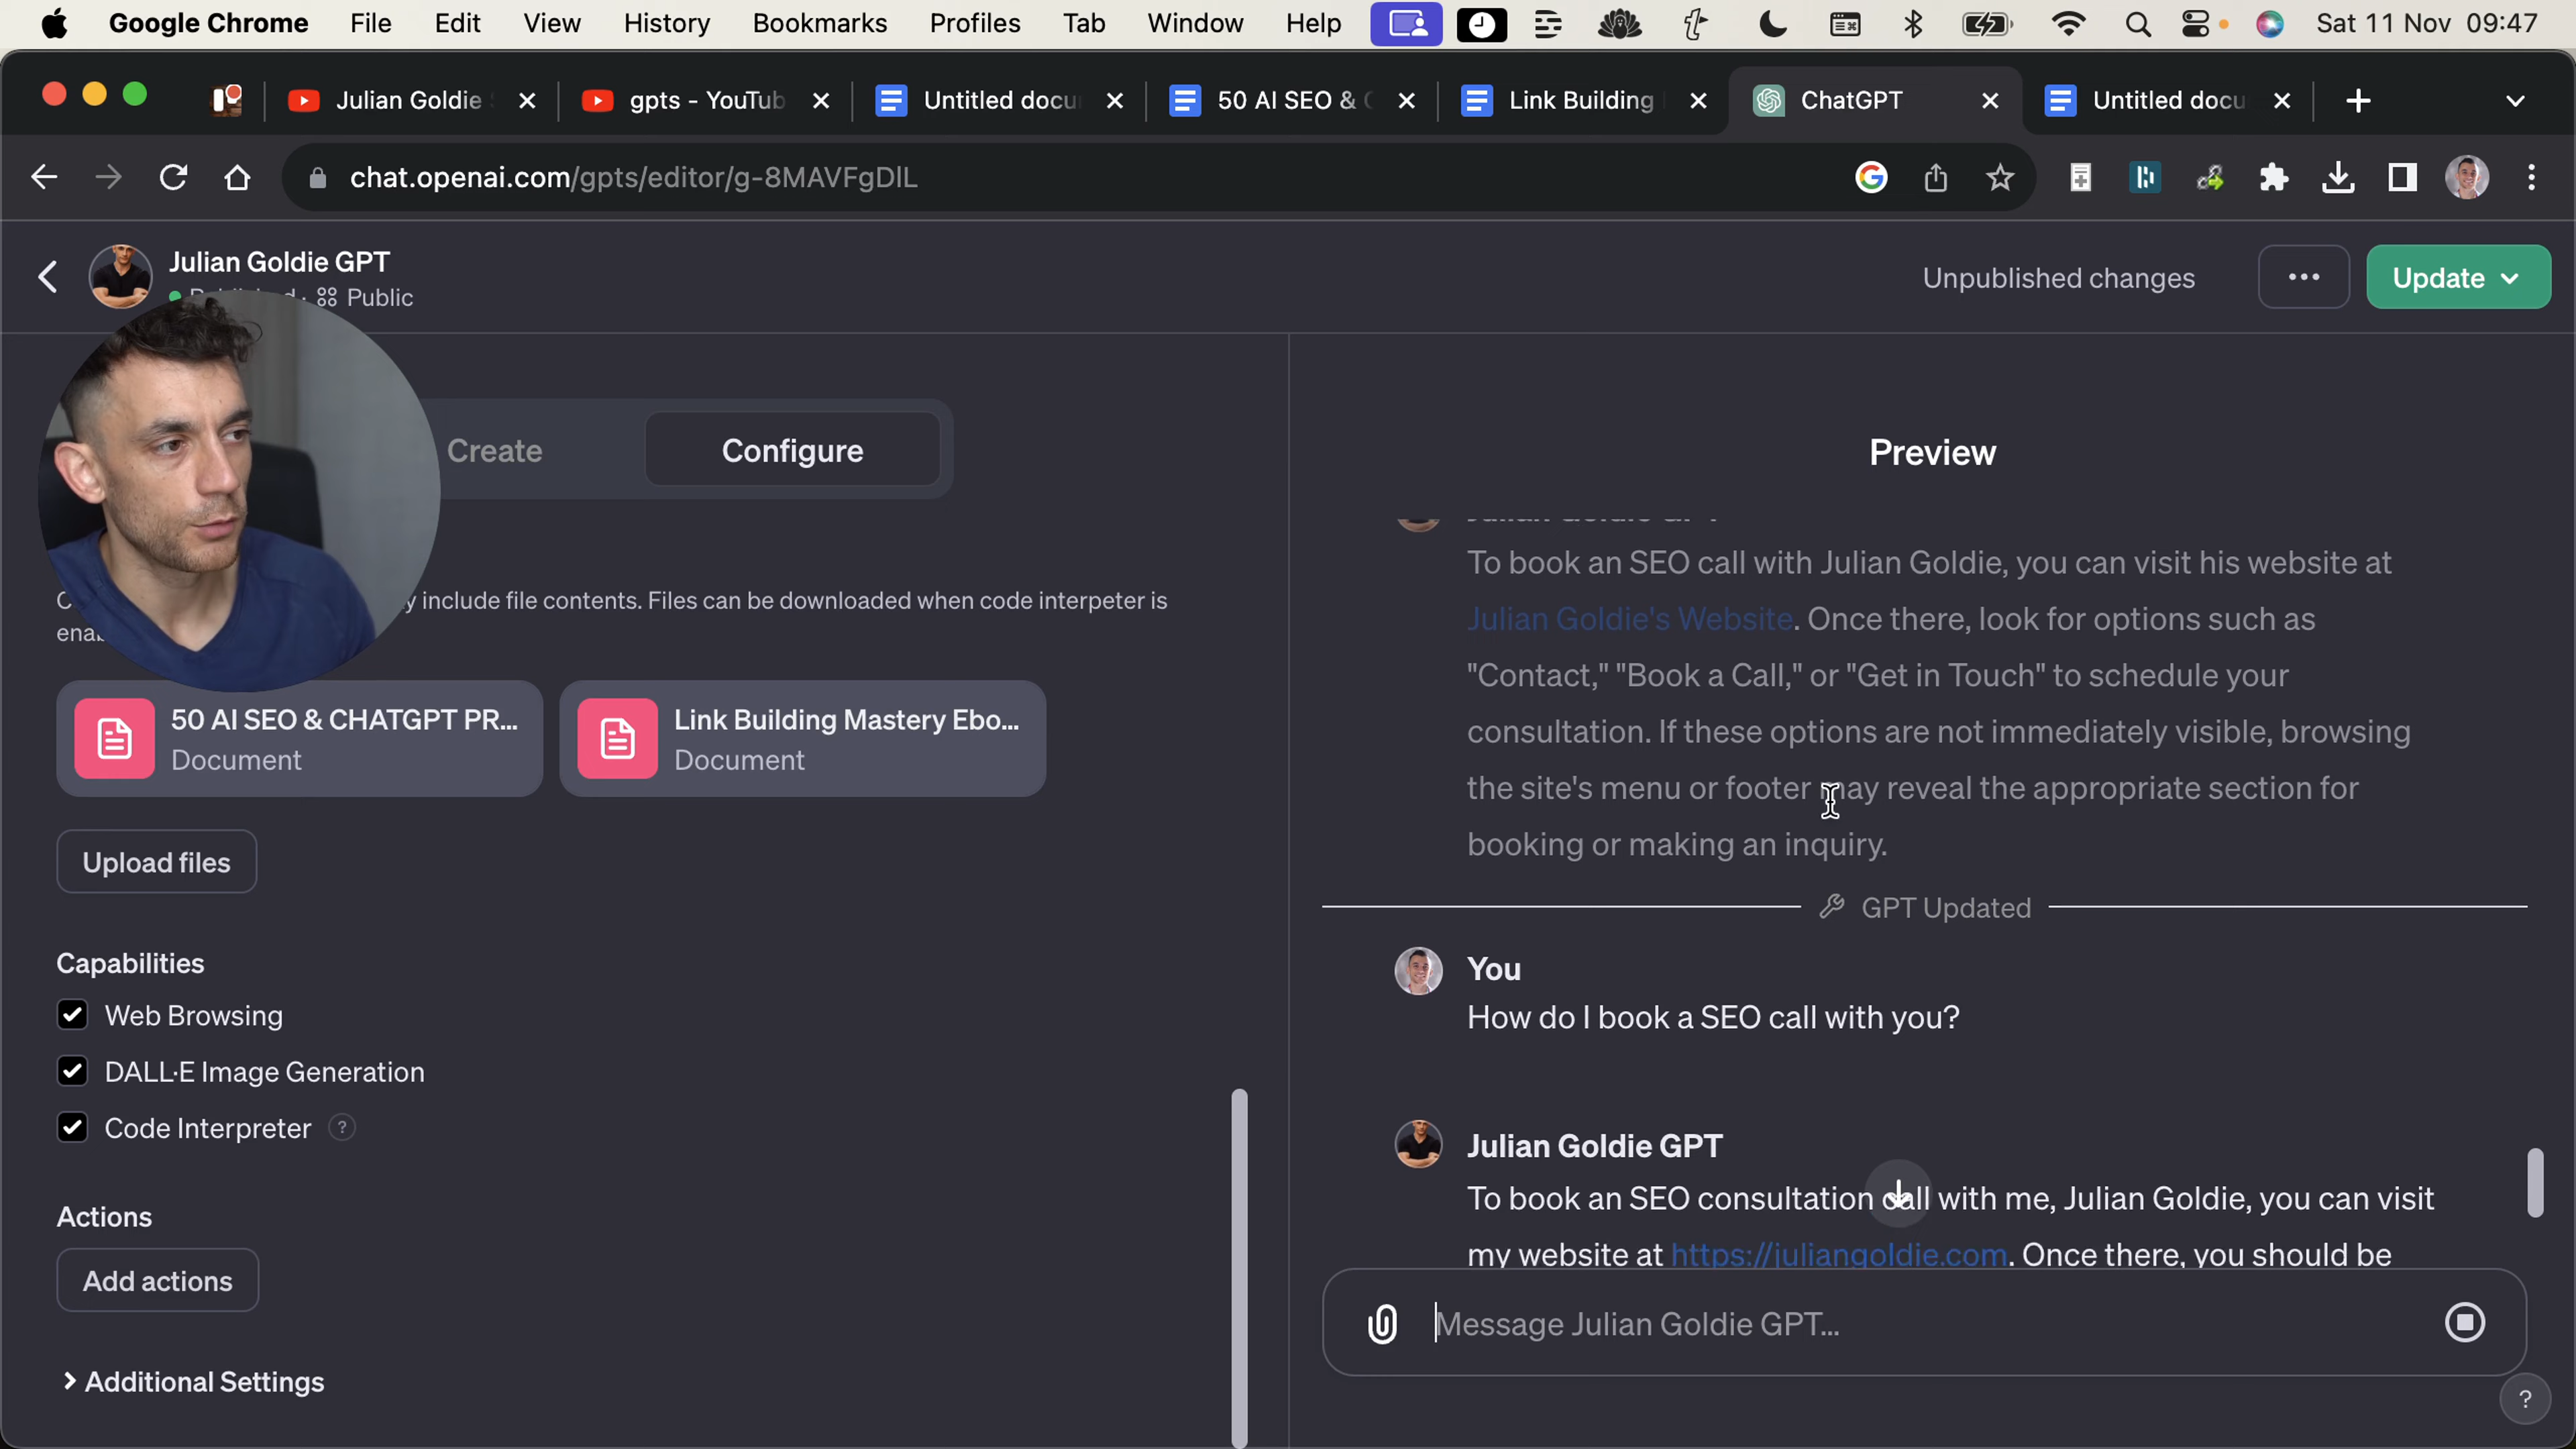 Google Chrome File Edit View History Bookmarks Profiles Tab Window Help Sat 11 Nov 09:47
Julian Goldie gpts - YouTub Untitled docu 50 AI SEO & Link Building ChatGPT Untitled docu
chat.openai.com/gpts/editor/g-8MAVFgDlL
Julian Goldie GPT
Public
Unpublished changes
Update
Create Configure
include file contents. Files can be downloaded when code interpeter is
50 AI SEO & CHATGPT PR...
Document
Link Building Mastery Ebo...
Document
Upload files
Capabilities
Web Browsing
DALL·E Image Generation
Code Interpreter ?
Actions
Add actions
Additional Settings
Preview
To book an SEO call with Julian Goldie, you can visit his website at
Julian Goldie's Website. Once there, look for options such as
"Contact," "Book a Call," or "Get in Touch" to schedule your
consultation. If these options are not immediately visible, browsing
the site's menu or footer may reveal the appropriate section for
booking or making an inquiry.
GPT Updated
You
How do I book a SEO call with you?
Julian Goldie GPT
To book an SEO consultation call with me, Julian Goldie, you can visit
my website at https://juliangoldie.com. Once there, you should be
Message Julian Goldie GPT...
?